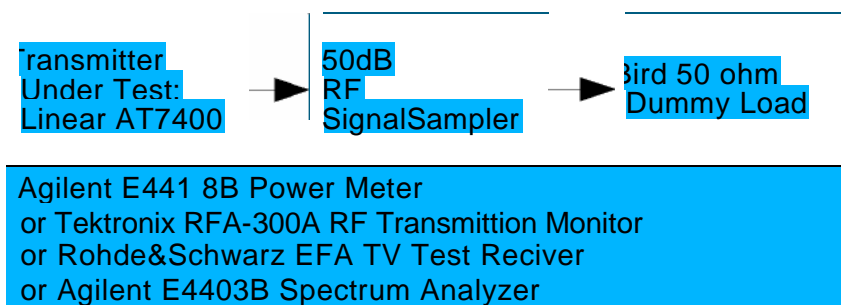 Transmitter
Under Test:
Linear AT7400
50dB
RF
SignalSampler
Bird 50 ohm
Dummy Load
Agilent E441 8B Power Meter
or Tektronix RFA-300A RF Transmittion Monitor
or Rohde&Schwarz EFA TV Test Reciver
or Agilent E4403B Spectrum Analyzer